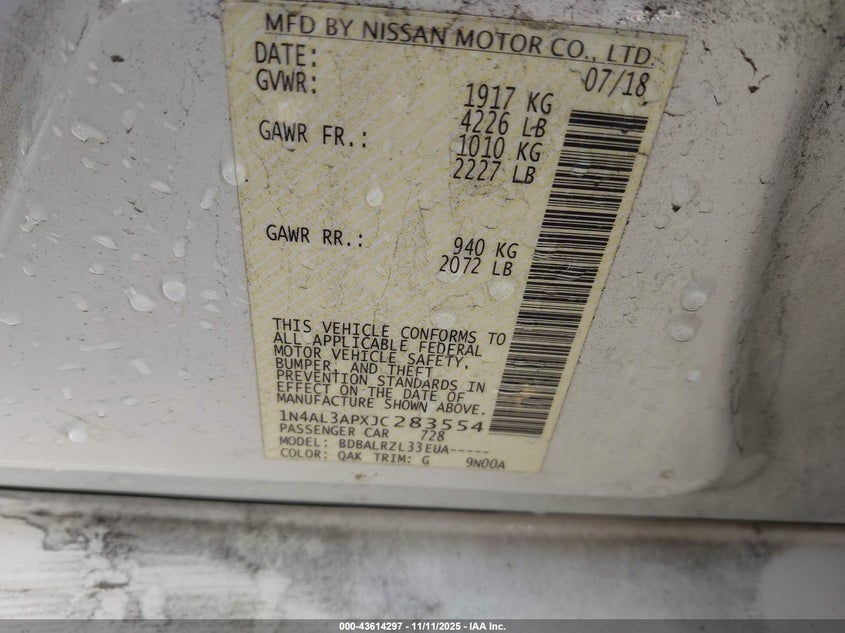 MFD BY NISSAN MOTOR CO., LTD.
DATE: 07/18
GVWR: 1917 KG
4226 LB
GAWR FR.: 1010 KG
2227 LB
GAWR RR.: 940 KG
2072 LB
THIS VEHICLE CONFORMS TO
ALL APPLICABLE FEDERAL
MOTOR VEHICLE SAFETY,
BUMPER, AND THEFT
PREVENTION STANDARDS IN
EFFECT ON THE DATE OF
MANUFACTURE SHOWN ABOVE.
1N4AL3APXJC283554
PASSENGER CAR 728
MODEL: BDBALRZL33EUA-----
COLOR: QAK TRIM: G 9N00A
000-43614297 - 11/11/2025 - IAA Inc.